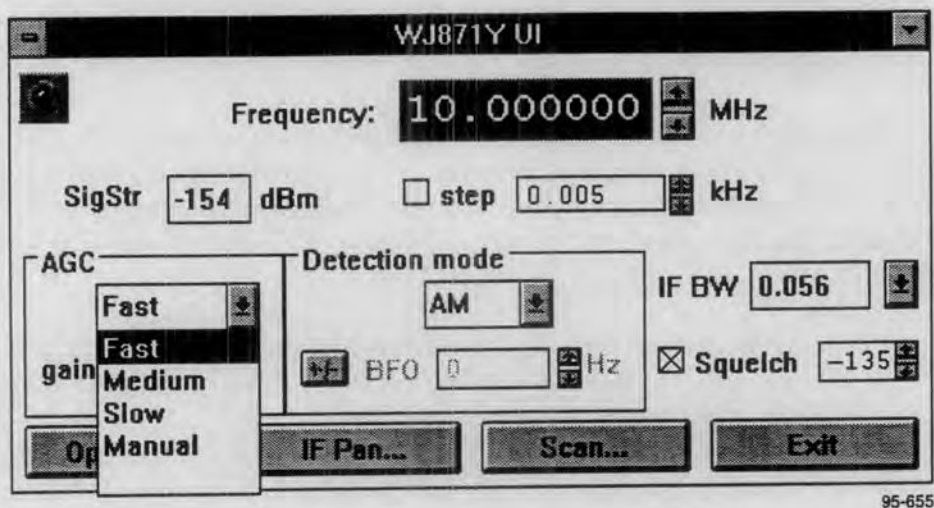 WJ871Y UI
Frequency: 10.000000 MHz
SigStr -154 dBm step 0.005 kHz
AGC
Fast
Fast
gain
Medium
Slow
Manual
Detection mode
AM
+/- BFO 0 Hz
IF BW 0.056
Squelch -135
IF Pan... Scan... Exit
95-655